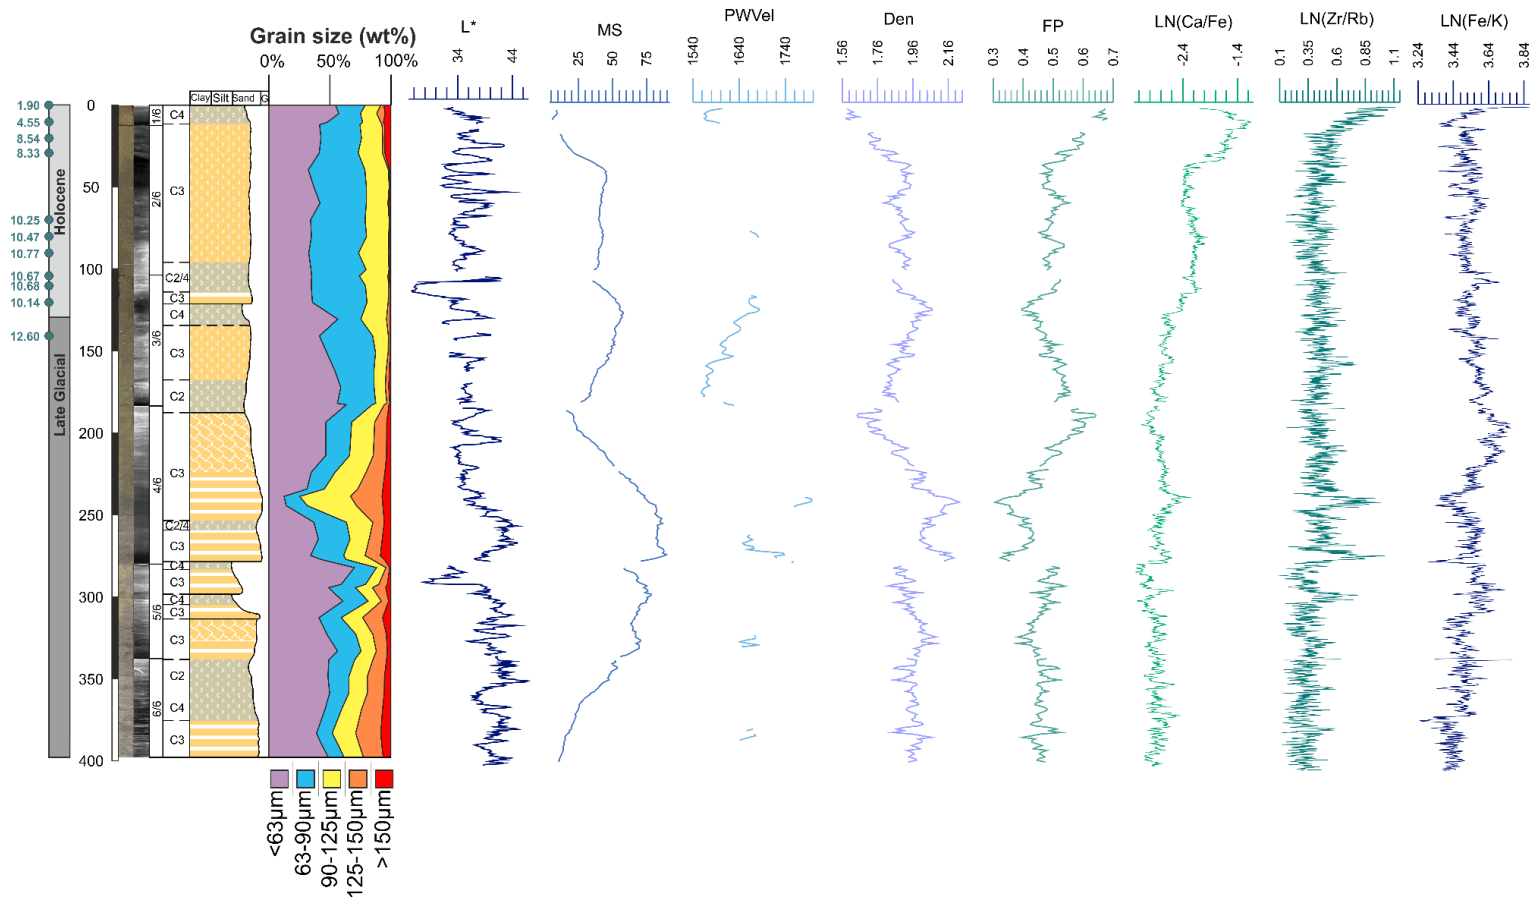 Grain size (wt%)
0% 50% 100%
L*
34 44
MS
25 50 75
PWVel
1540 1640 1740
Den
1.56 1.76 1.96 2.16
FP
0.3 0.4 0.5 0.6 0.7
LN(Ca/Fe)
-2.4 -1.4
LN(Zr/Rb)
0.1 0.35 0.6 0.85 1.1
LN(Fe/K)
3.24 3.44 3.64 3.84
Clay Silt Sand G
1.90
4.55
8.54
8.33
10.25
10.47
10.77
10.67
10.68
10.14
12.60
Holocene
Late Glacial
0
50
100
150
200
250
300
350
400
1/6
2/6
3/6
4/6
5/6
6/6
C4
C3
C2/4
C3
C4
C3
C2
C3
C2/4
C3
C4
C3
C4
C3
C3
C2
C4
C3
<63µm
63-90µm
90-125µm
125-150µm
>150µm